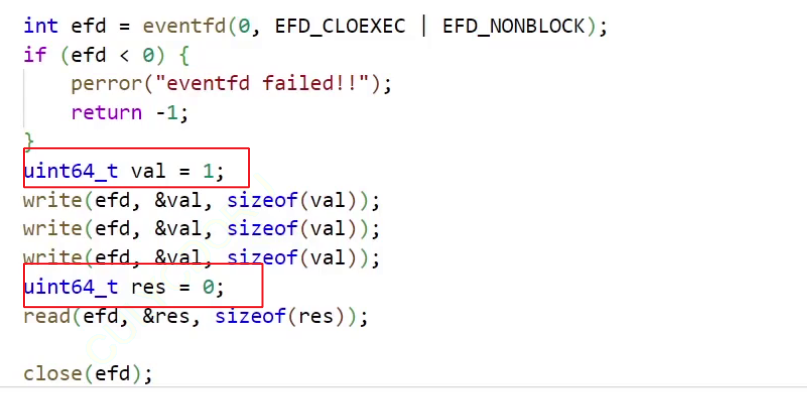 int efd = eventfd(0, EFD_CLOEXEC | EFD_NONBLOCK);
if (efd < 0) {
    perror("eventfd failed!!");
    return -1;
}
uint64_t val = 1;
write(efd, &val, sizeof(val));
write(efd, &val, sizeof(val));
write(efd, &val, sizeof(val));
uint64_t res = 0;
read(efd, &res, sizeof(res));
close(efd);